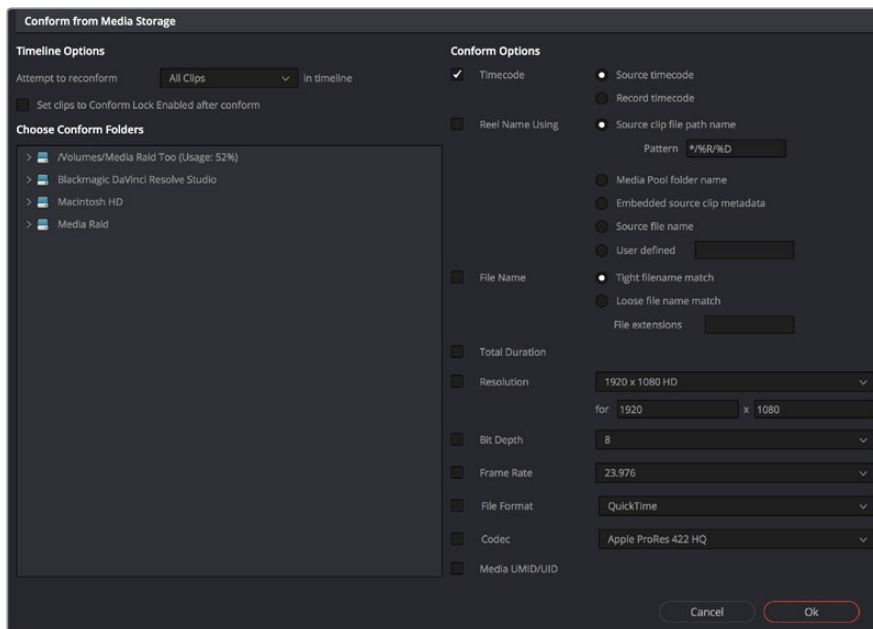 Conform from Media Storage
Timeline Options
Attempt to reconform All Clips in timeline
Set clips to Conform Lock Enabled after conform
Choose Conform Folders
/Volumes/Media Raid Too (Usage: 52%)
Blackmagic DaVinci Resolve Studio
Macintosh HD
Media Raid
Conform Options
Timecode Source timecode
Record timecode
Reel Name Using Source clip file path name
Pattern */%R/%D
Media Pool folder name
Embedded source clip metadata
Source file name
User defined
File Name Tight filename match
Loose file name match
File extensions
Total Duration
Resolution 1920 x 1080 HD
for 1920 x 1080
Bit Depth 8
Frame Rate 23.976
File Format QuickTime
Codec Apple ProRes 422 HQ
Media UMID/UID
Cancel Ok